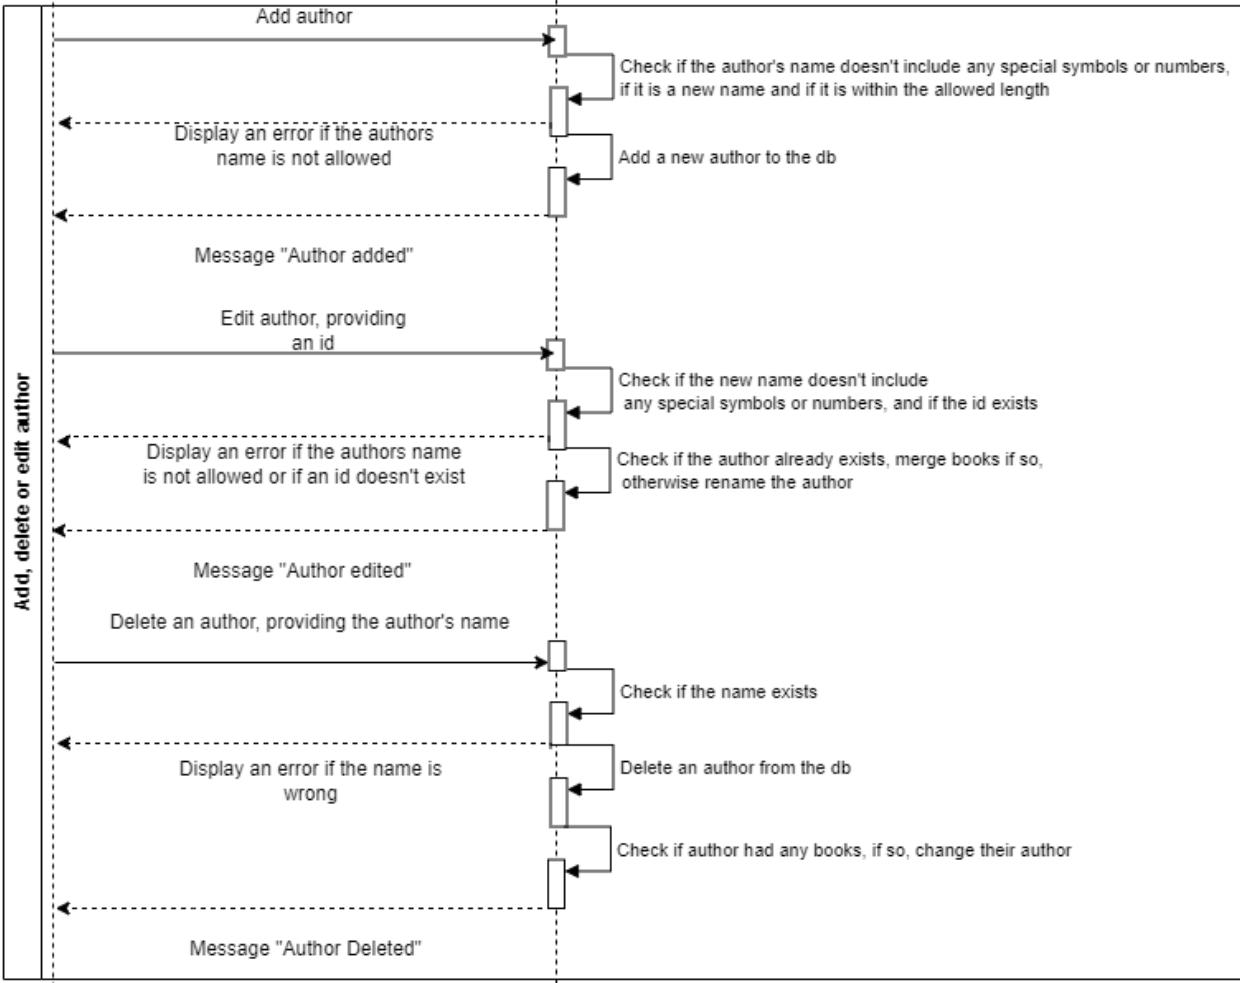 Add, delete or edit author
Add author
Check if the author's name doesn't include any special symbols or numbers,
if it is a new name and if it is within the allowed length
Display an error if the authors
name is not allowed
Add a new author to the db
Message "Author added"
Edit author, providing
an id
Check if the new name doesn't include
any special symbols or numbers, and if the id exists
Display an error if the authors name
is not allowed or if an id doesn't exist
Check if the author already exists, merge books if so,
otherwise rename the author
Message "Author edited"
Delete an author, providing the author's name
Check if the name exists
Display an error if the name is
wrong
Delete an author from the db
Check if author had any books, if so, change their author
Message "Author Deleted"